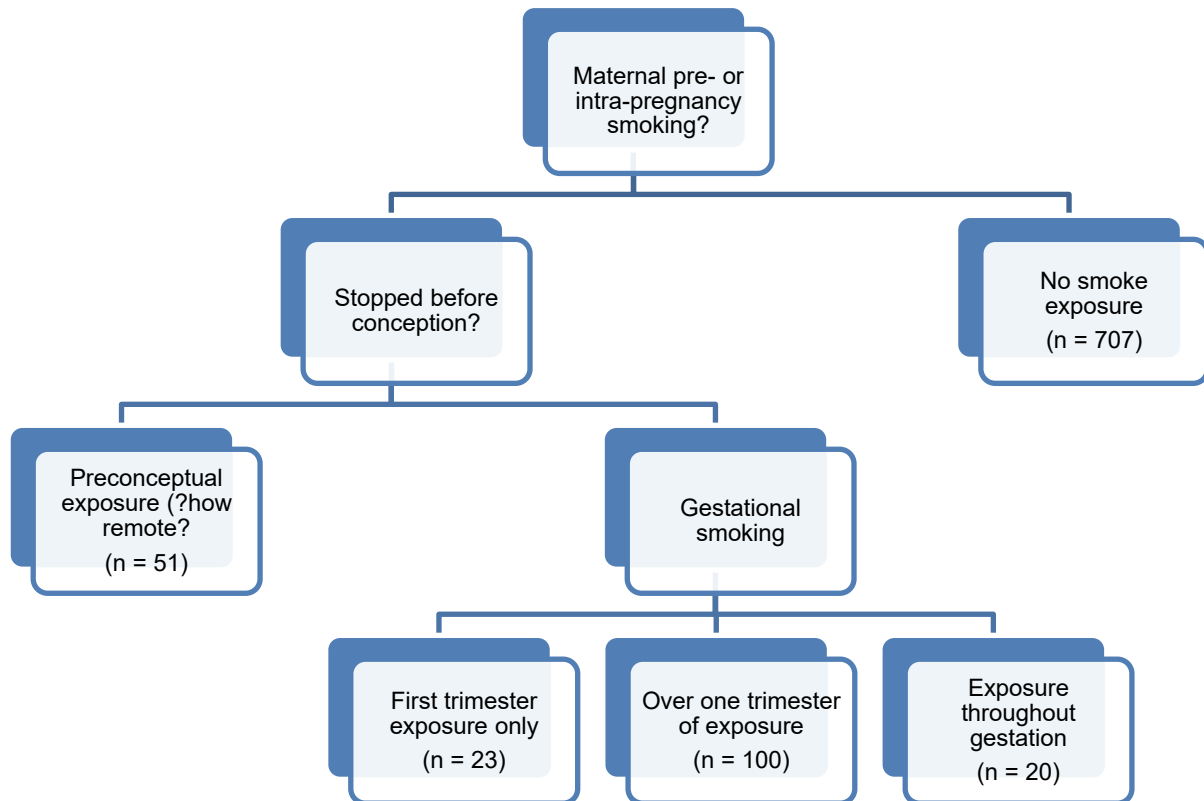 Maternal pre- or
intra-pregnancy
smoking?
Stopped before
conception?
No smoke
exposure
(n = 707)
Preconceptual
exposure (?how
remote?
(n = 51)
Gestational
smoking
First trimester
exposure only
(n = 23)
Over one trimester
of exposure
(n = 100)
Exposure
throughout
gestation
(n = 20)